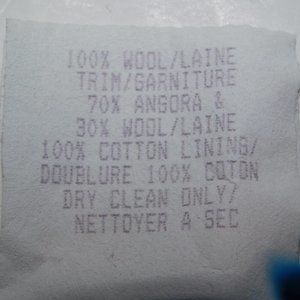 100% WOOL/LAINE
TRIM/GARNITURE
70% ANGORA &
30% WOOL/LAINE
100% COTTON LINING/
DOUBLURE 100% COTON
DRY CLEAN ONLY/
NETTOYER A SEC